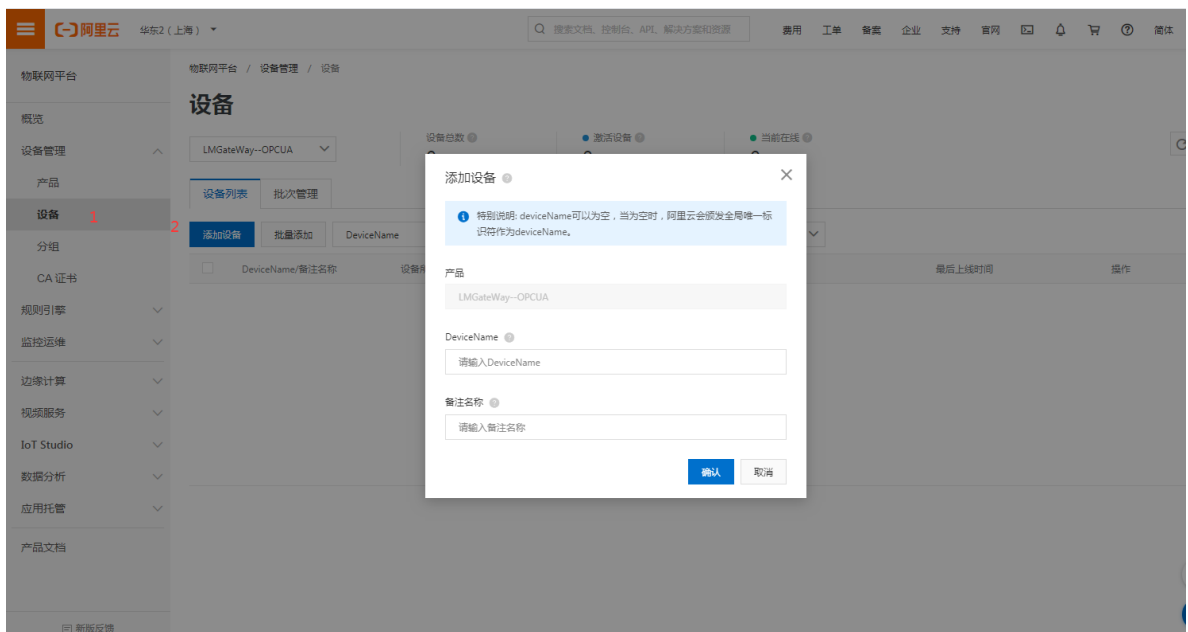 阿里云
华东2（上海）
搜索文档、控制台、API、解决方案和资源
费用 工单 备案 企业 支持 官网 简体
物联网平台
概览
设备管理
产品
设备 1
分组
CA 证书
规则引擎
监控运维
边缘计算
视频服务
IoT Studio
数据分析
应用托管
产品文档
新版反馈
物联网平台 / 设备管理 / 设备
设备
LMGateWay--OPCUA
设备总数
激活设备
当前在线
设备列表 批次管理
2 添加设备 批量添加 DeviceName
DeviceName/备注名称
最后上线时间
操作
添加设备
特别说明: deviceName可以为空，当为空时，阿里云会颁发全局唯一标
识符作为deviceName。
产品
LMGateWay--OPCUA
DeviceName
请输入DeviceName
备注名称
请输入备注名称
确认 取消